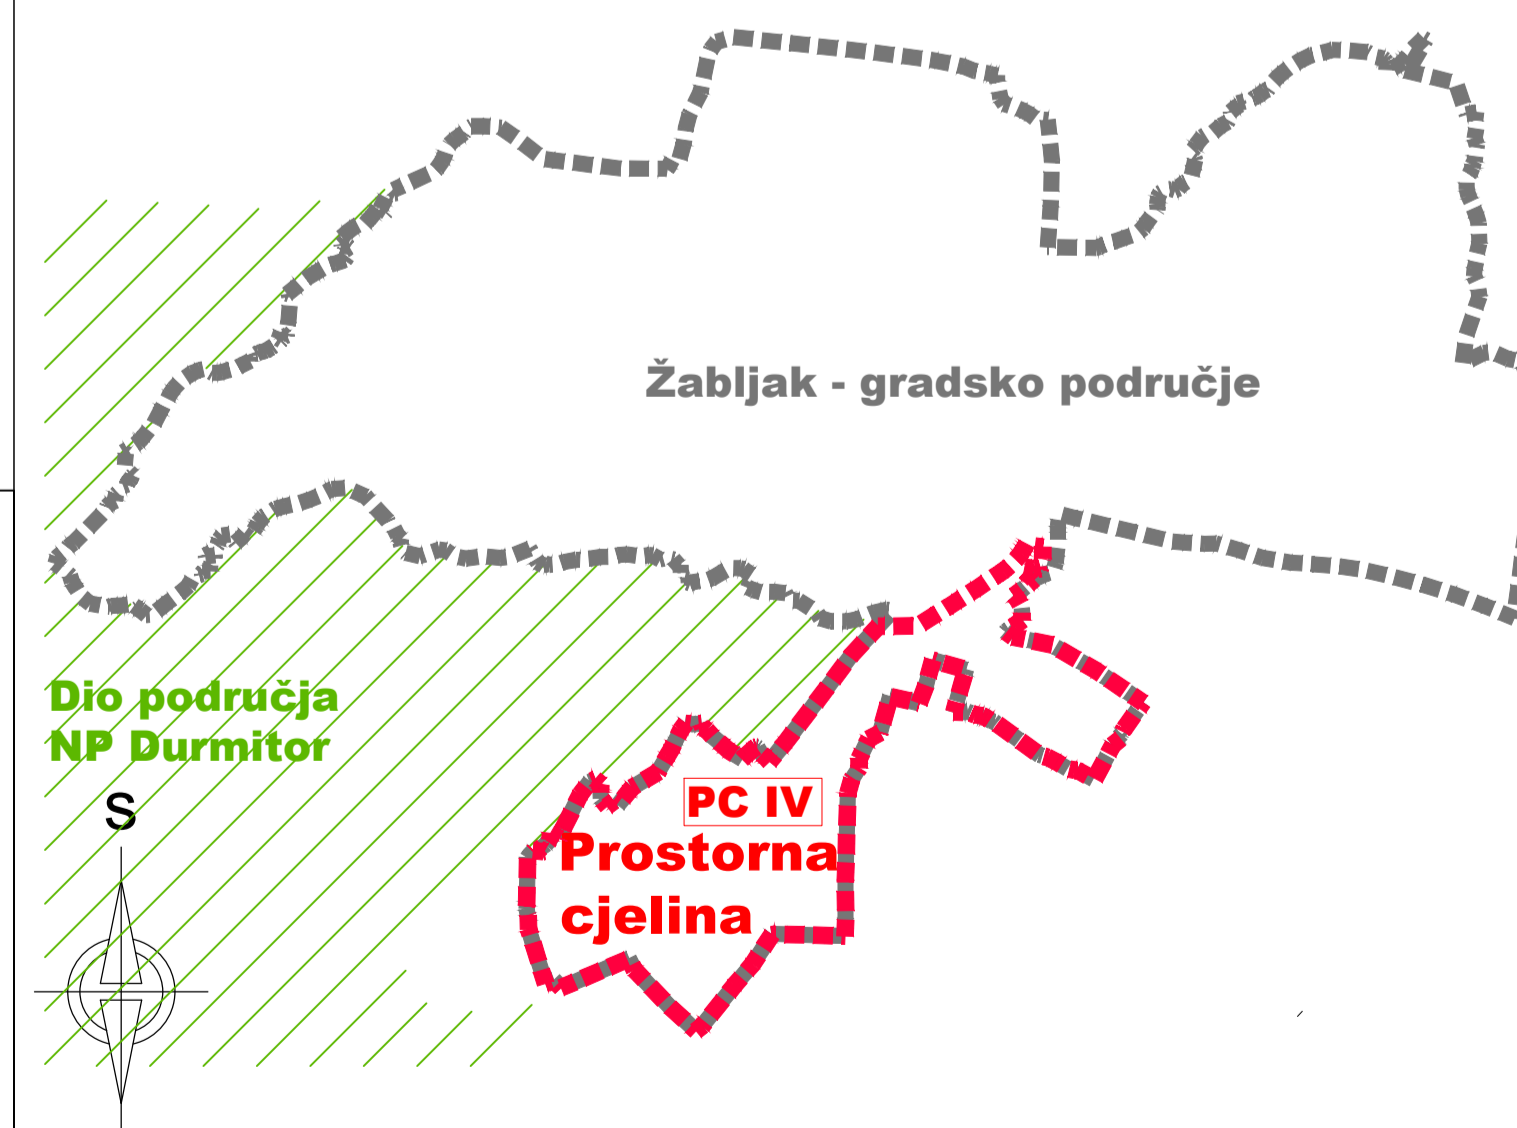 Žabljak - gradsko područje
Dio područja
NP Durmitor
S
PC IV
Prostorna
cjelina